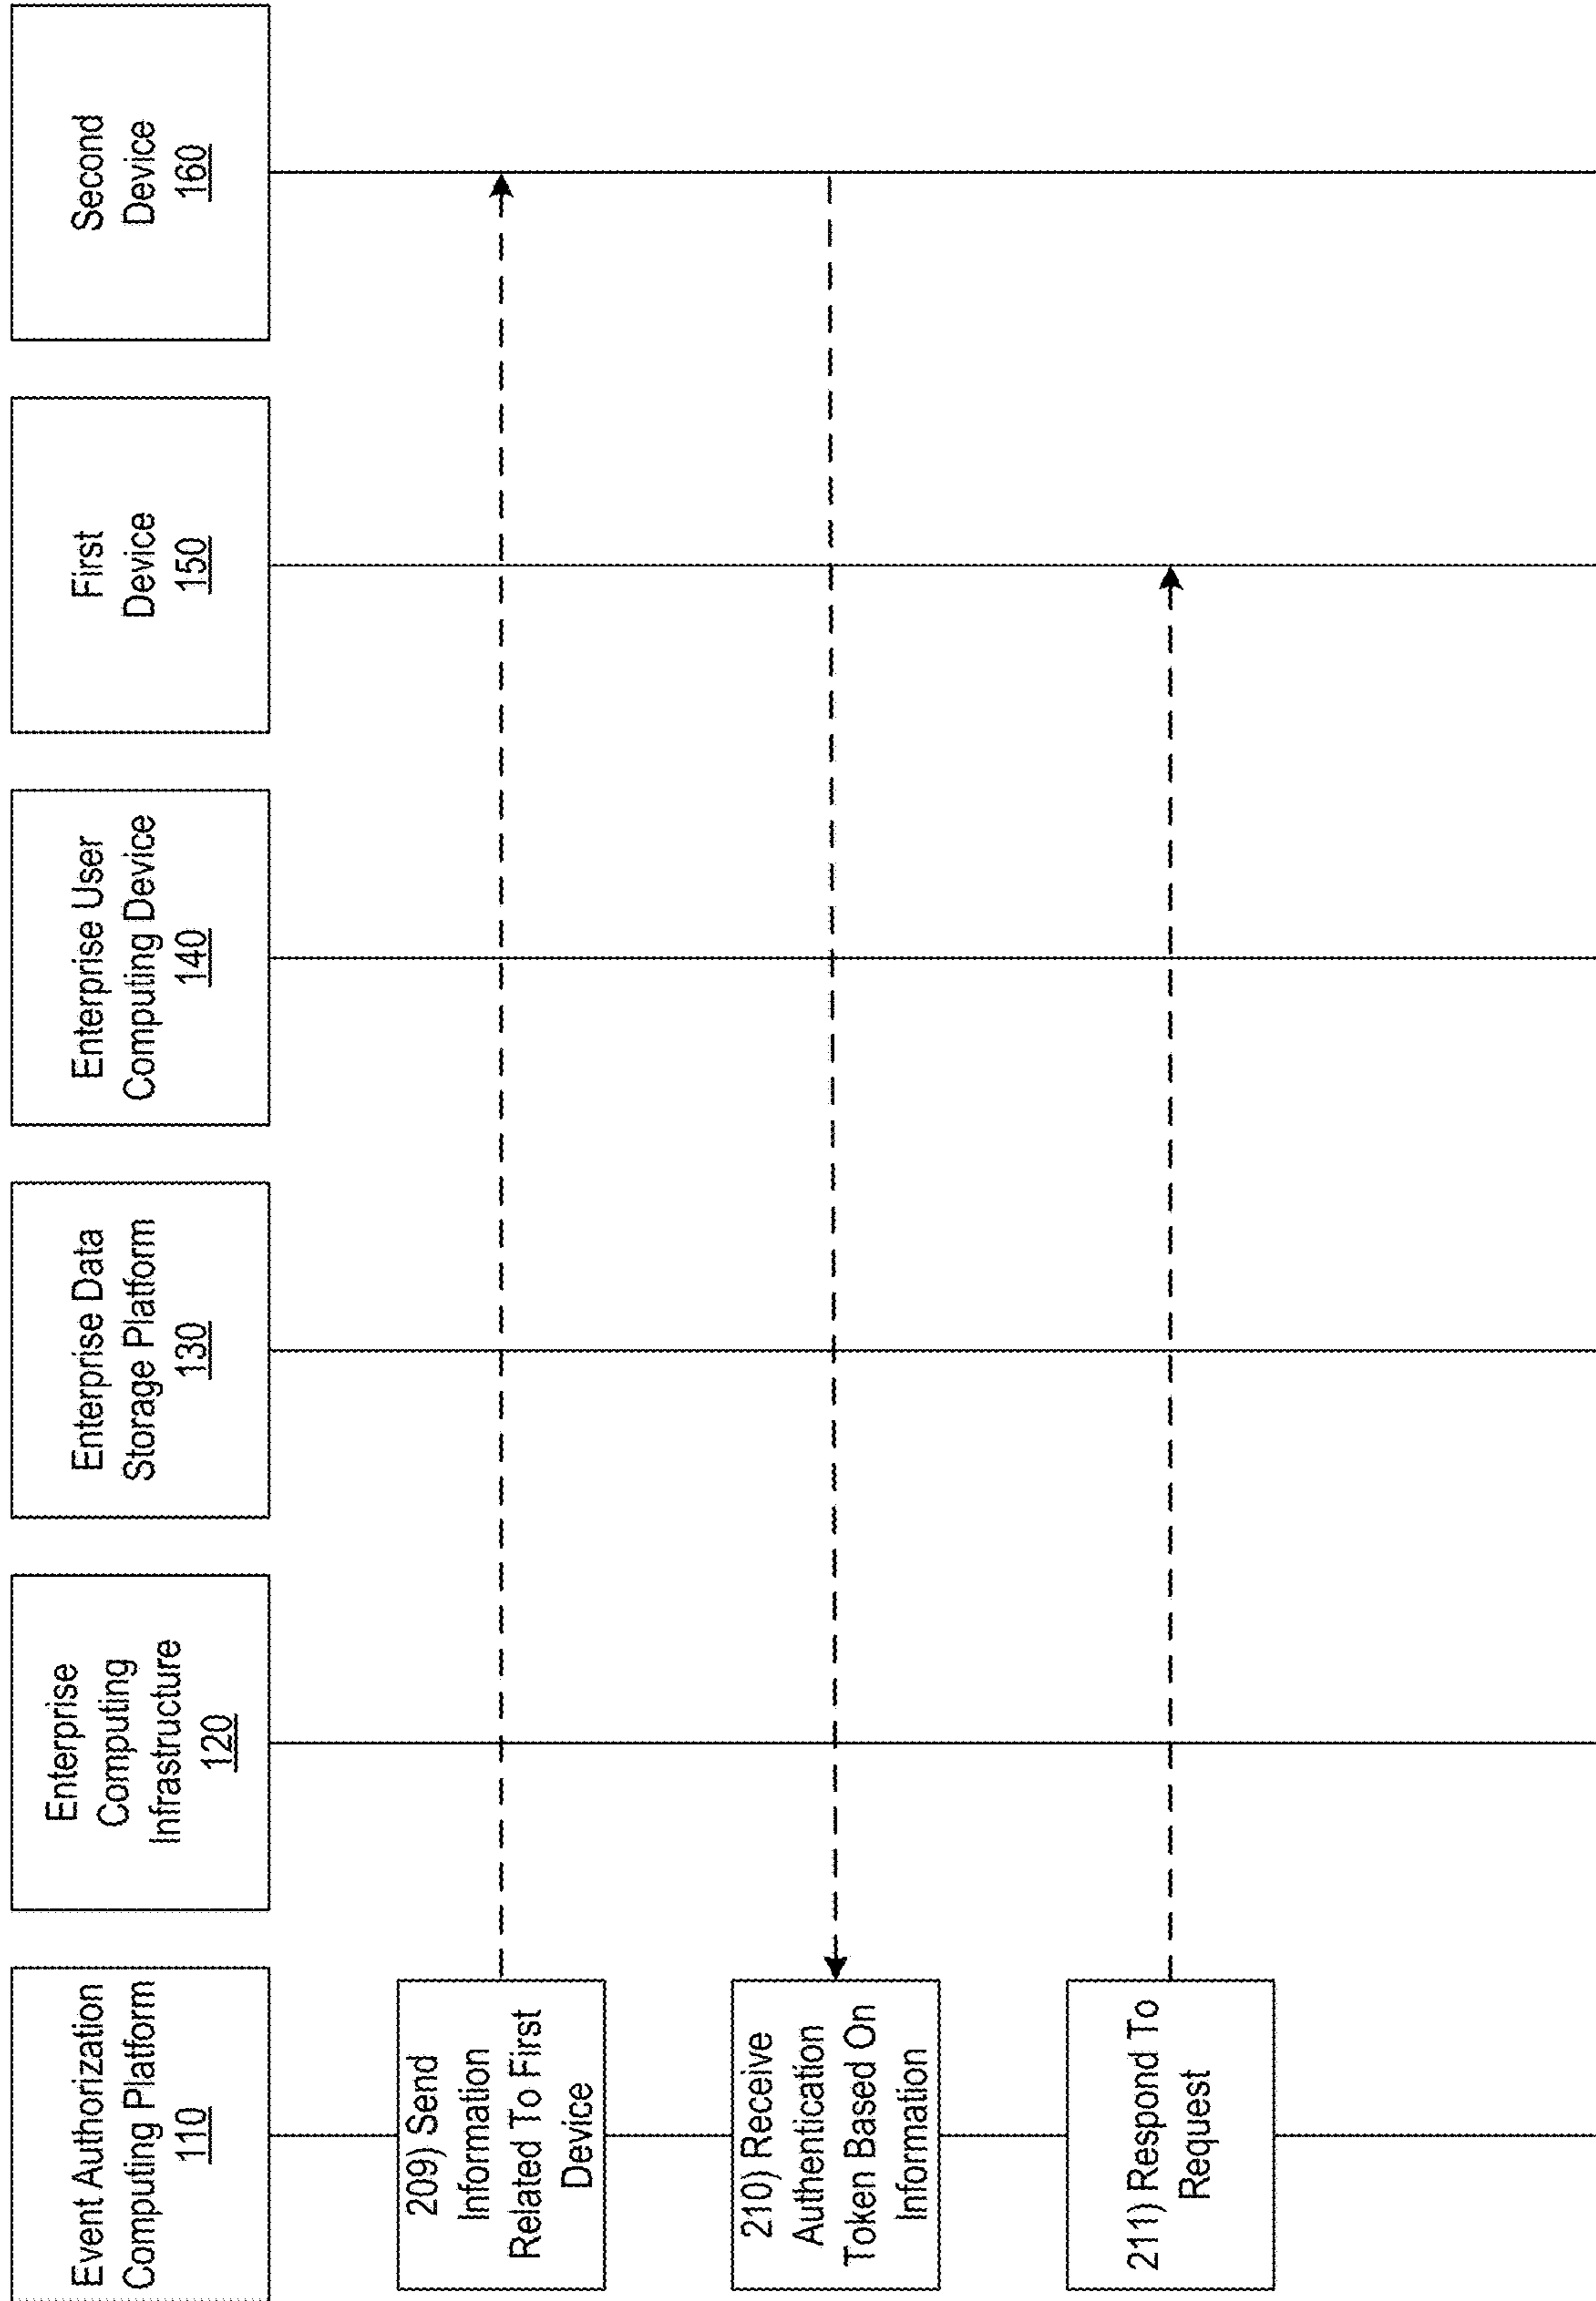 Event Authorization
Computing Platform
110
Enterprise
Computing
Infrastructure
120
Enterprise Data
Storage Platform
130
Enterprise User
Computing Device
140
First
Device
150
Second
Device
160
209) Send
Information
Related To First
Device
210) Receive
Authentication
Token Based On
Information
211) Respond To
Request